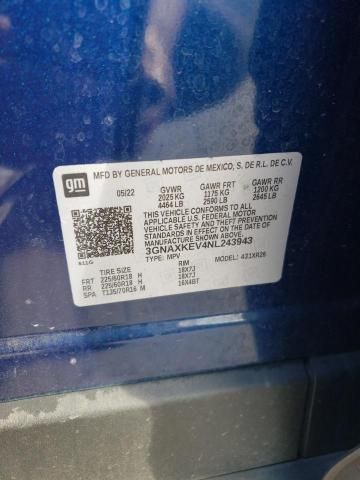 MFD BY GENERAL MOTORS DE MEXICO, S. DE R.L. DE C.V.
gm
05/22 GVWR GAWR FRT GAWR RR
2025 KG 1175 KG 1200 KG
4464 LB 2590 LB 2645 LB
THIS VEHICLE CONFORMS TO ALL
APPLICABLE U.S. FEDERAL MOTOR
VEHICLE SAFETY AND THEFT PREVENTION
STANDARDS IN EFFECT ON THE DATE OF
MANUFACTURE SHOWN ABOVE.
3GNAXKEV4NL243943
TYPE: MPV MODEL: 431XR26
611G
TIRE SIZE RIM
FRT 225/60R18 H 18X7J
RR 225/60R18 H 18X7J
SPA T135/70R16 M 16X4BT